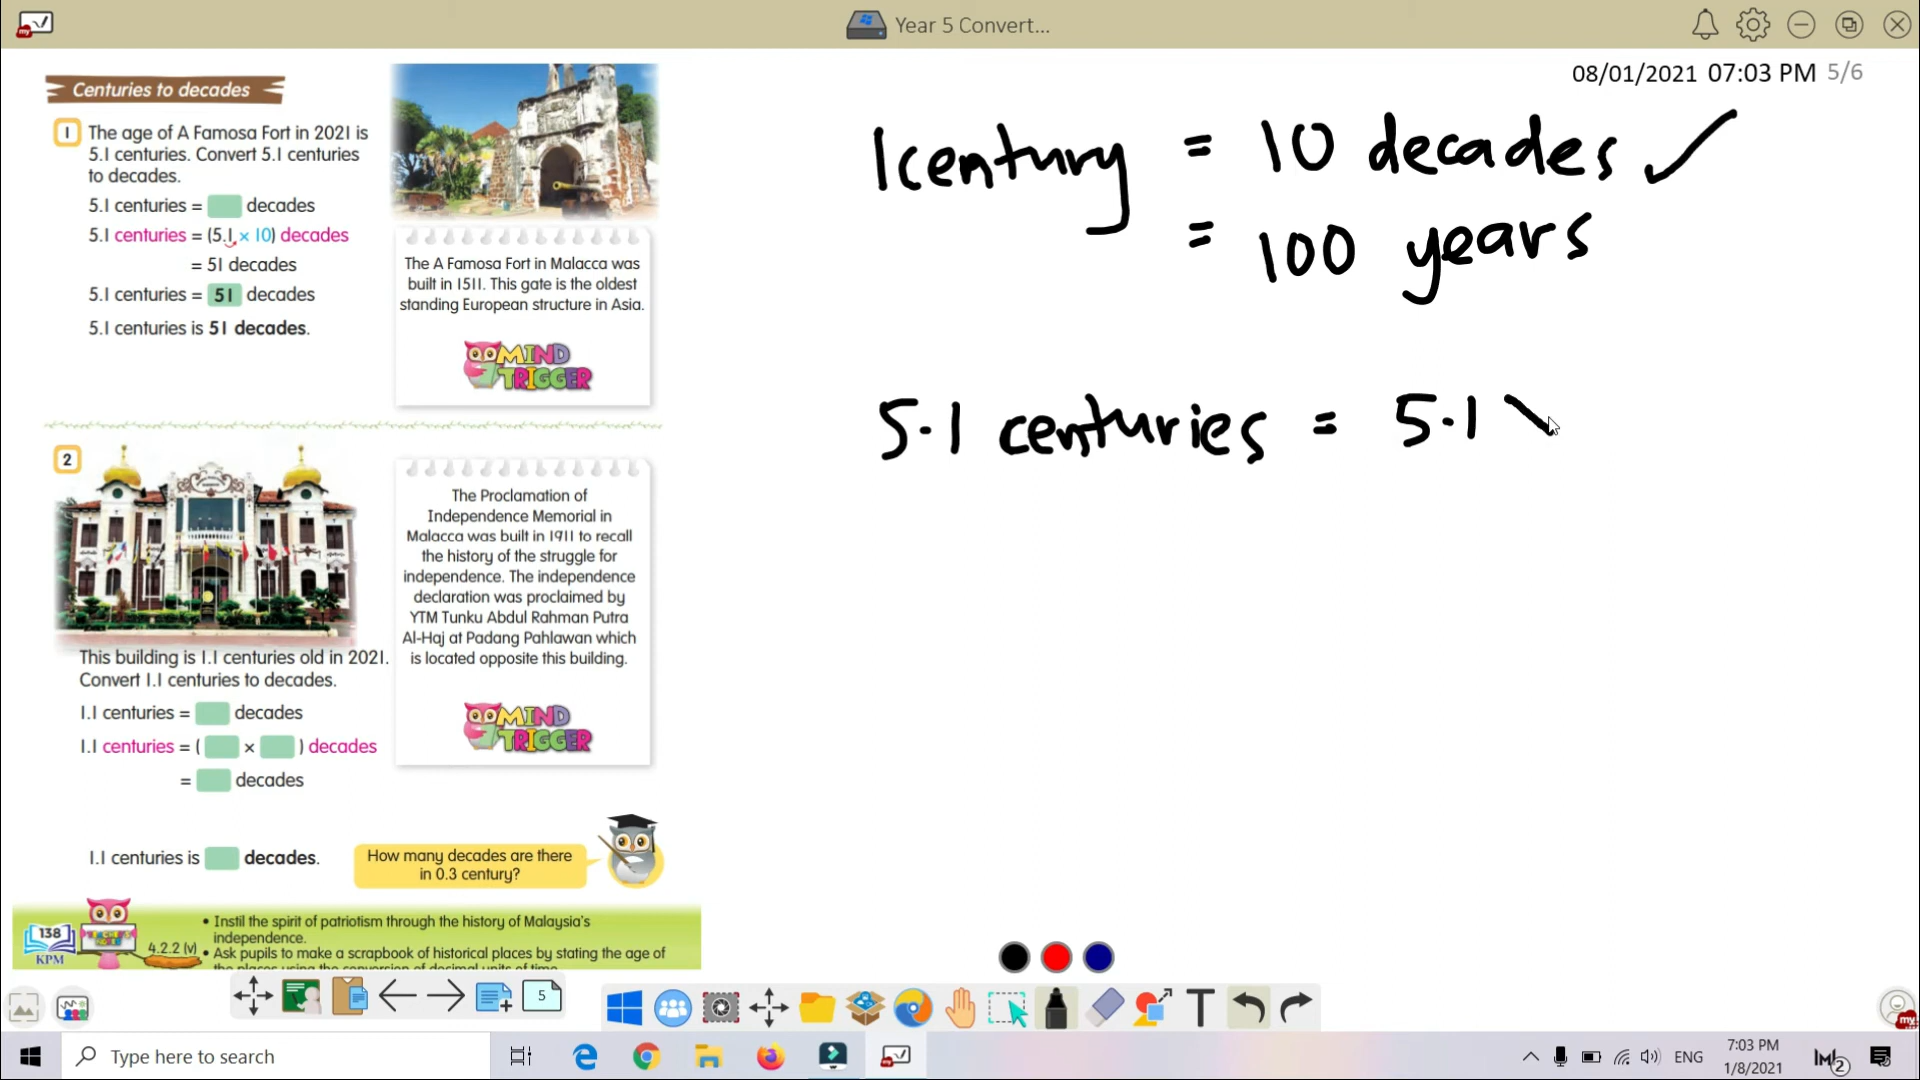 Year 5 Convert...
08/01/2021 07:03 PM 5/6
Centuries to decades
1 The age of A Famosa Fort in 2021 is
5.1 centuries. Convert 5.1 centuries
to decades.
5.1 centuries = decades
5.1 centuries = (5.1 × 10) decades
= 51 decades
5.1 centuries = 51 decades
5.1 centuries is 51 decades.
The A Famosa Fort in Malacca was
built in 1511. This gate is the oldest
standing European structure in Asia.
MIND
TRIGGER
2
The Proclamation of
Independence Memorial in
Malacca was built in 1911 to recall
the history of the struggle for
independence. The independence
declaration was proclaimed by
YTM Tunku Abdul Rahman Putra
Al-Haj at Padang Pahlawan which
is located opposite this building.
MIND
TRIGGER
This building is 1.1 centuries old in 2021.
Convert 1.1 centuries to decades.
1.1 centuries = decades
1.1 centuries = ( × ) decades
= decades
1.1 centuries is decades.
How many decades are there
in 0.3 century?
138
KPM
4.2.2 (v)
• Instil the spirit of patriotism through the history of Malaysia's
independence.
• Ask pupils to make a scrapbook of historical places by stating the age of
the places using the conversion of decimal units of time.
1 century = 10 decades ✓
= 100 years
5.1 centuries = 5.1
5
Type here to search
ENG
7:03 PM
1/8/2021
2